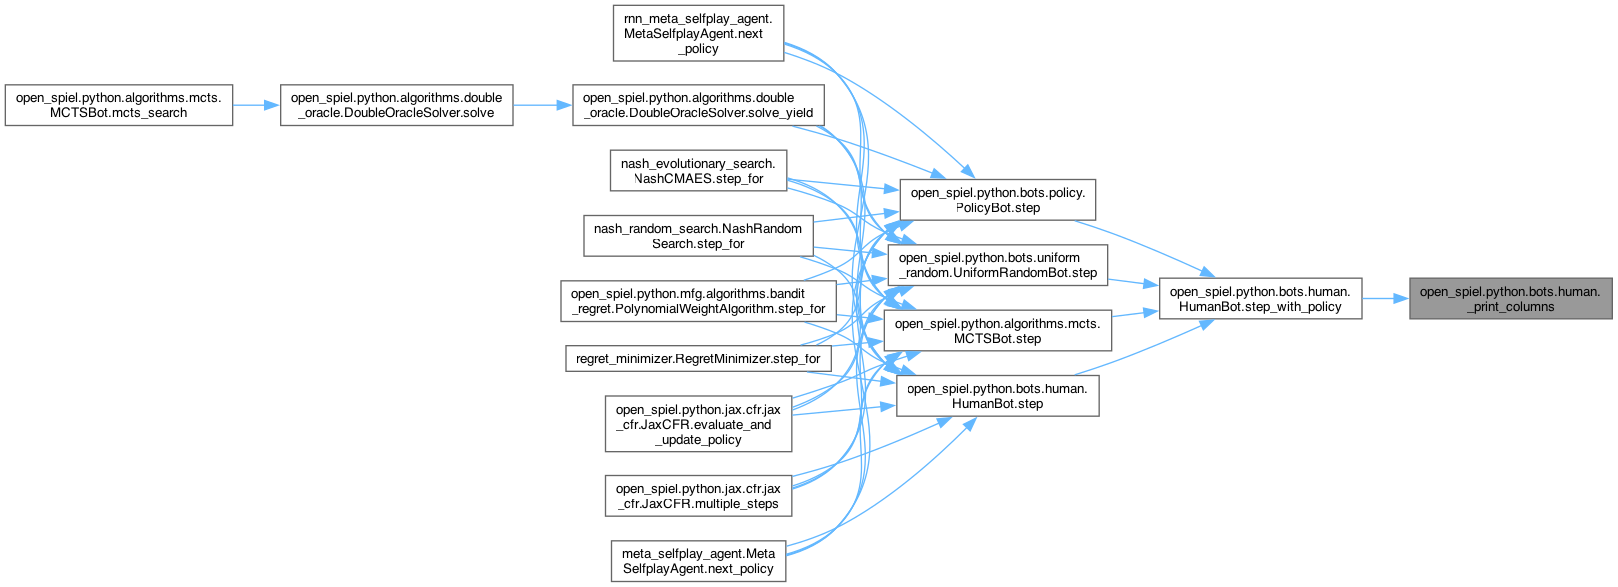 rnn_meta_selfplay_agent.
MetaSelfplayAgent.next
_policy
open_spiel.python.algorithms.mcts.
MCTSBot.mcts_search
open_spiel.python.algorithms.double
_oracle.DoubleOracleSolver.solve
open_spiel.python.algorithms.double
_oracle.DoubleOracleSolver.solve_yield
nash_evolutionary_search.
NashCMAES.step_for
nash_random_search.NashRandom
Search.step_for
open_spiel.python.mfg.algorithms.bandit
_regret.PolynomialWeightAlgorithm.step_for
regret_minimizer.RegretMinimizer.step_for
open_spiel.python.jax.cfr.jax
_cfr.JaxCFR.evaluate_and
_update_policy
open_spiel.python.jax.cfr.jax
_cfr.JaxCFR.multiple_steps
meta_selfplay_agent.Meta
SelfplayAgent.next_policy
open_spiel.python.bots.policy.
PolicyBot.step
open_spiel.python.bots.uniform
_random.UniformRandomBot.step
open_spiel.python.algorithms.mcts.
MCTSBot.step
open_spiel.python.bots.human.
HumanBot.step
open_spiel.python.bots.human.
HumanBot.step_with_policy
open_spiel.python.bots.human.
_print_columns